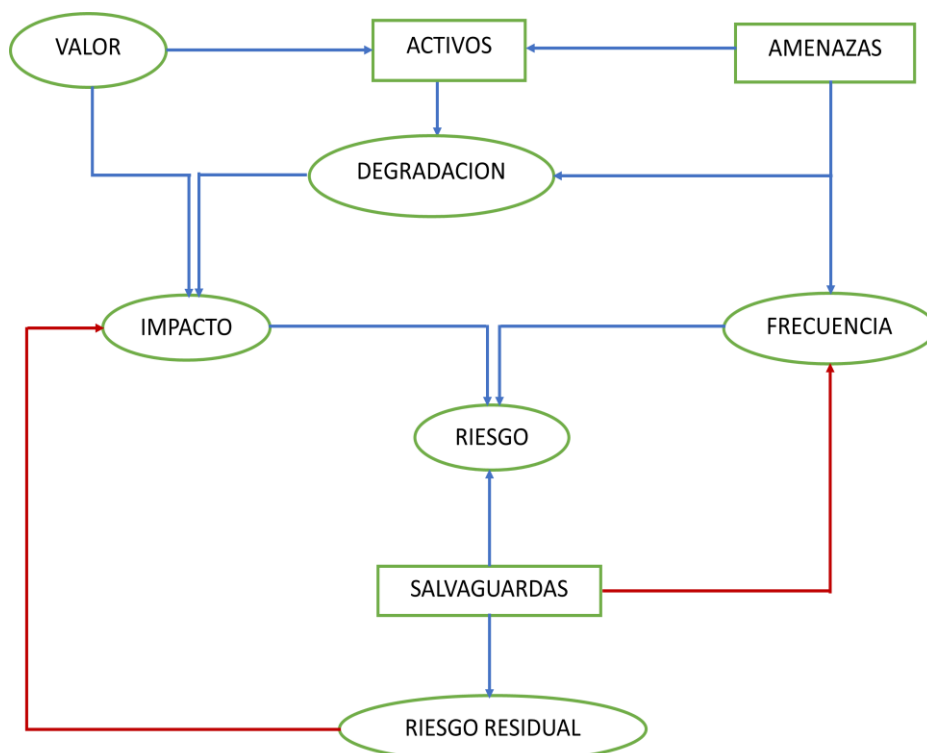 VALOR
ACTIVOS
AMENAZAS
DEGRADACION
IMPACTO
FRECUENCIA
RIESGO
SALVAGUARDAS
RIESGO RESIDUAL